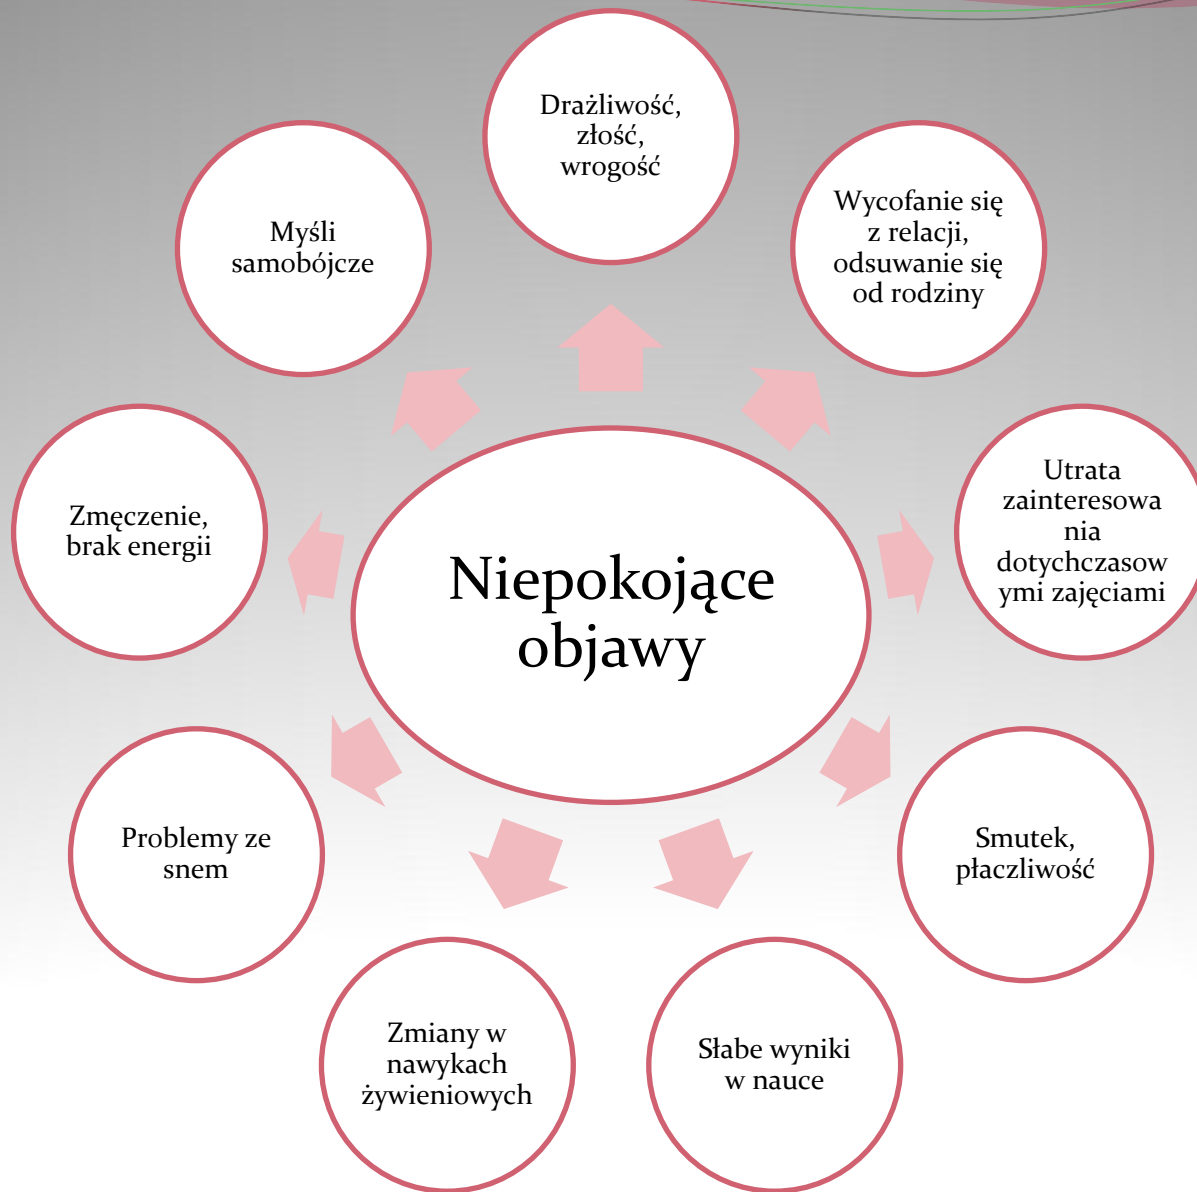 Drażliwość,
złość,
wrogość
Wycofanie się
z relacji,
odsuwanie się
od rodziny
Utrata
zainteresowa
nia
dotychczasow
ymi zajęciami
Smutek,
płaczliwość
Słabe wyniki
w nauce
Zmiany w
nawykach
żywieniowych
Problemy ze
snem
Zmęczenie,
brak energii
Myśli
samobójcze
Niepokojące
objawy